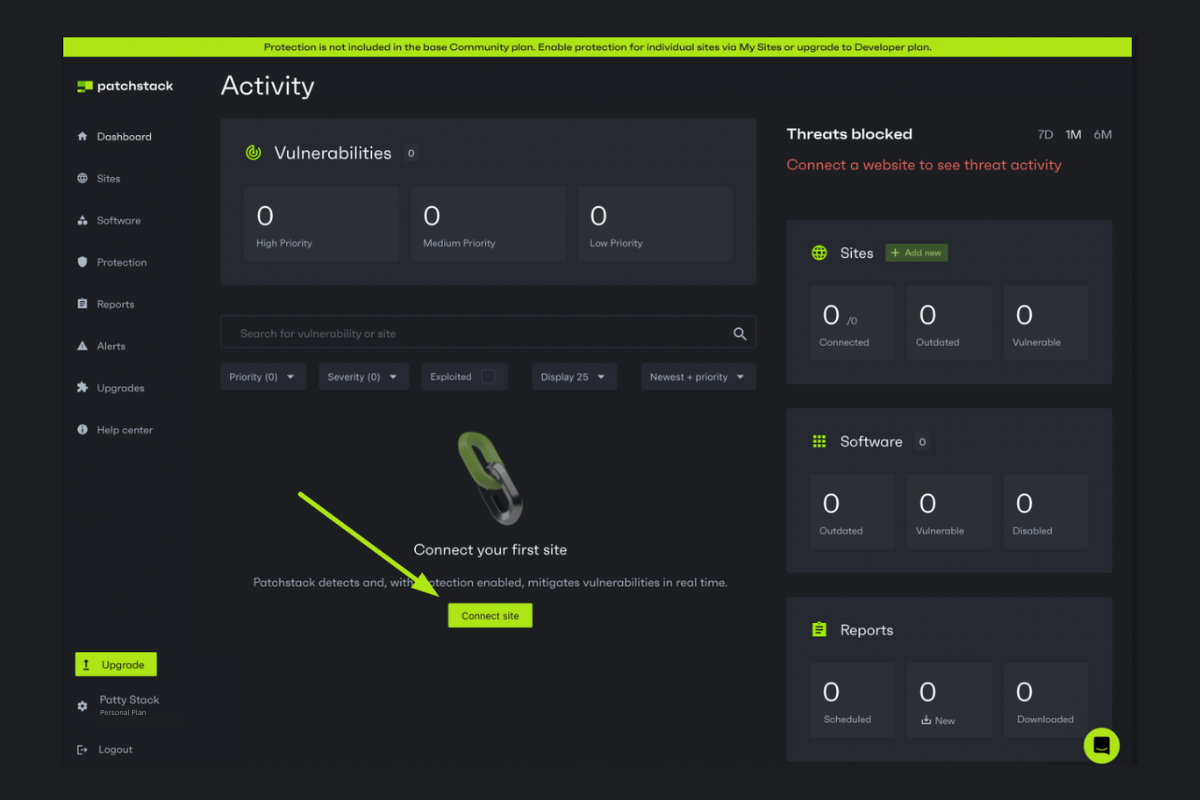 Protection is not included in the base Community plan. Enable protection for individual sites via My Sites or upgrade to Developer plan.
patchstack
Dashboard
Sites
Software
Protection
Reports
Alerts
Upgrades
Help center
Upgrade
Patty Stack
Personal Plan
Logout
Activity
Vulnerabilities 0
0
High Priority
0
Medium Priority
0
Low Priority
Search for vulnerability or site
Priority (0)
Severity (0)
Exploited
Display 25
Newest + priority
Connect your first site
Patchstack detects and, with protection enabled, mitigates vulnerabilities in real time.
Connect site
Threats blocked
7D 1M 6M
Connect a website to see threat activity
Sites
+ Add new
0 /0
Connected
0
Outdated
0
Vulnerable
Software 0
0
Outdated
0
Vulnerable
0
Disabled
Reports
0
Scheduled
0
New
0
Downloaded